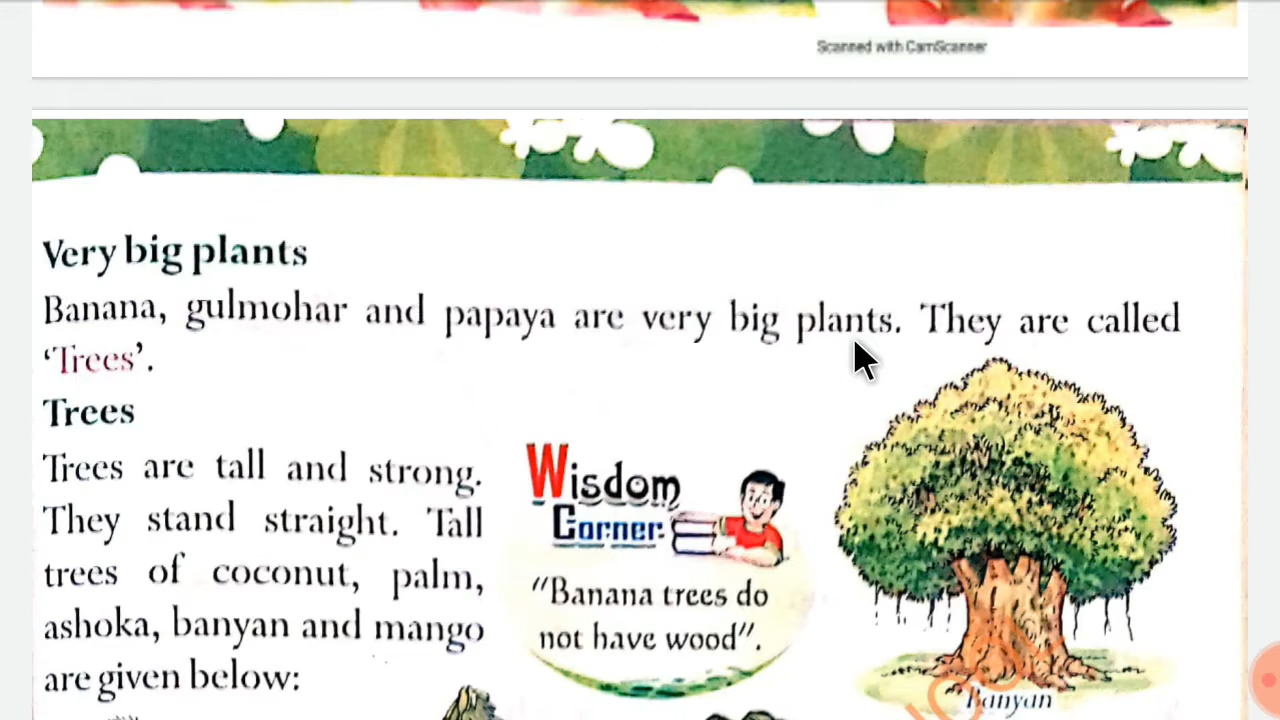 Scanned with CamScanner
Very big plants
Banana, gulmohar and papaya are very big plants. They are called
‘Trees’.
Trees
Trees are tall and strong.
They stand straight. Tall
trees of coconut, palm,
ashoka, banyan and mango
are given below:
Wisdom
Corner
“Banana trees do
not have wood”.
Banyan